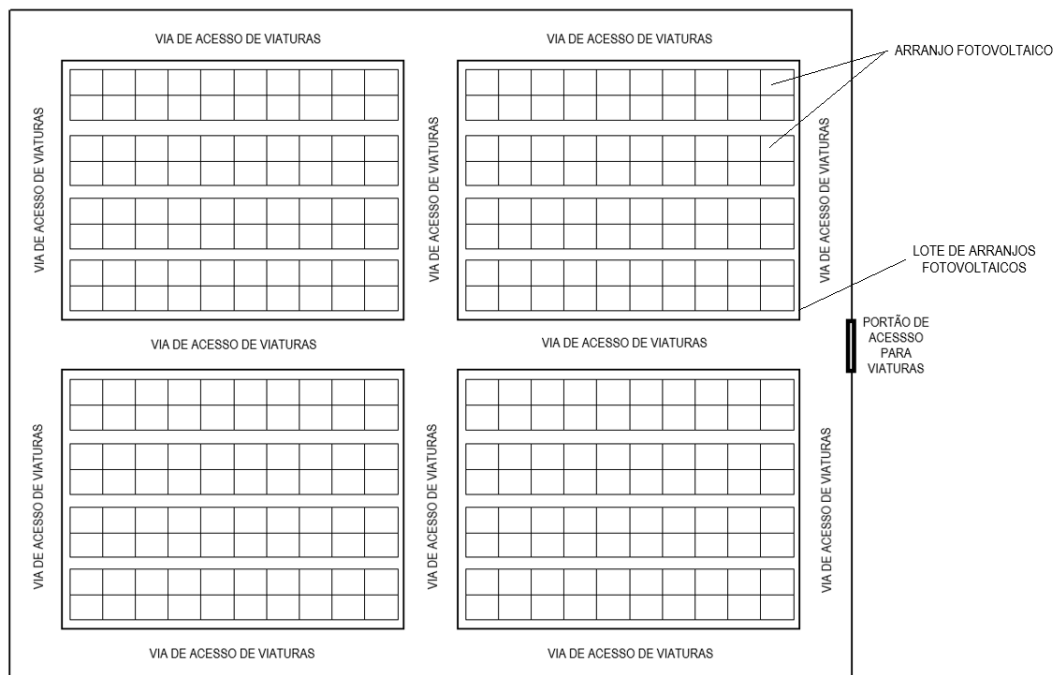 VIA DE ACESSO DE VIATURAS
VIA DE ACESSO DE VIATURAS
ARRANJO FOTOVOLTAICO
VIA DE ACESSO DE VIATURAS
VIA DE ACESSO DE VIATURAS
VIA DE ACESSO DE VIATURAS
LOTE DE ARRANJOS
FOTOVOLTAICOS
PORTÃO DE
ACESSSO
PARA
VIATURAS
VIA DE ACESSO DE VIATURAS
VIA DE ACESSO DE VIATURAS
VIA DE ACESSO DE VIATURAS
VIA DE ACESSO DE VIATURAS
VIA DE ACESSO DE VIATURAS
VIA DE ACESSO DE VIATURAS
VIA DE ACESSO DE VIATURAS